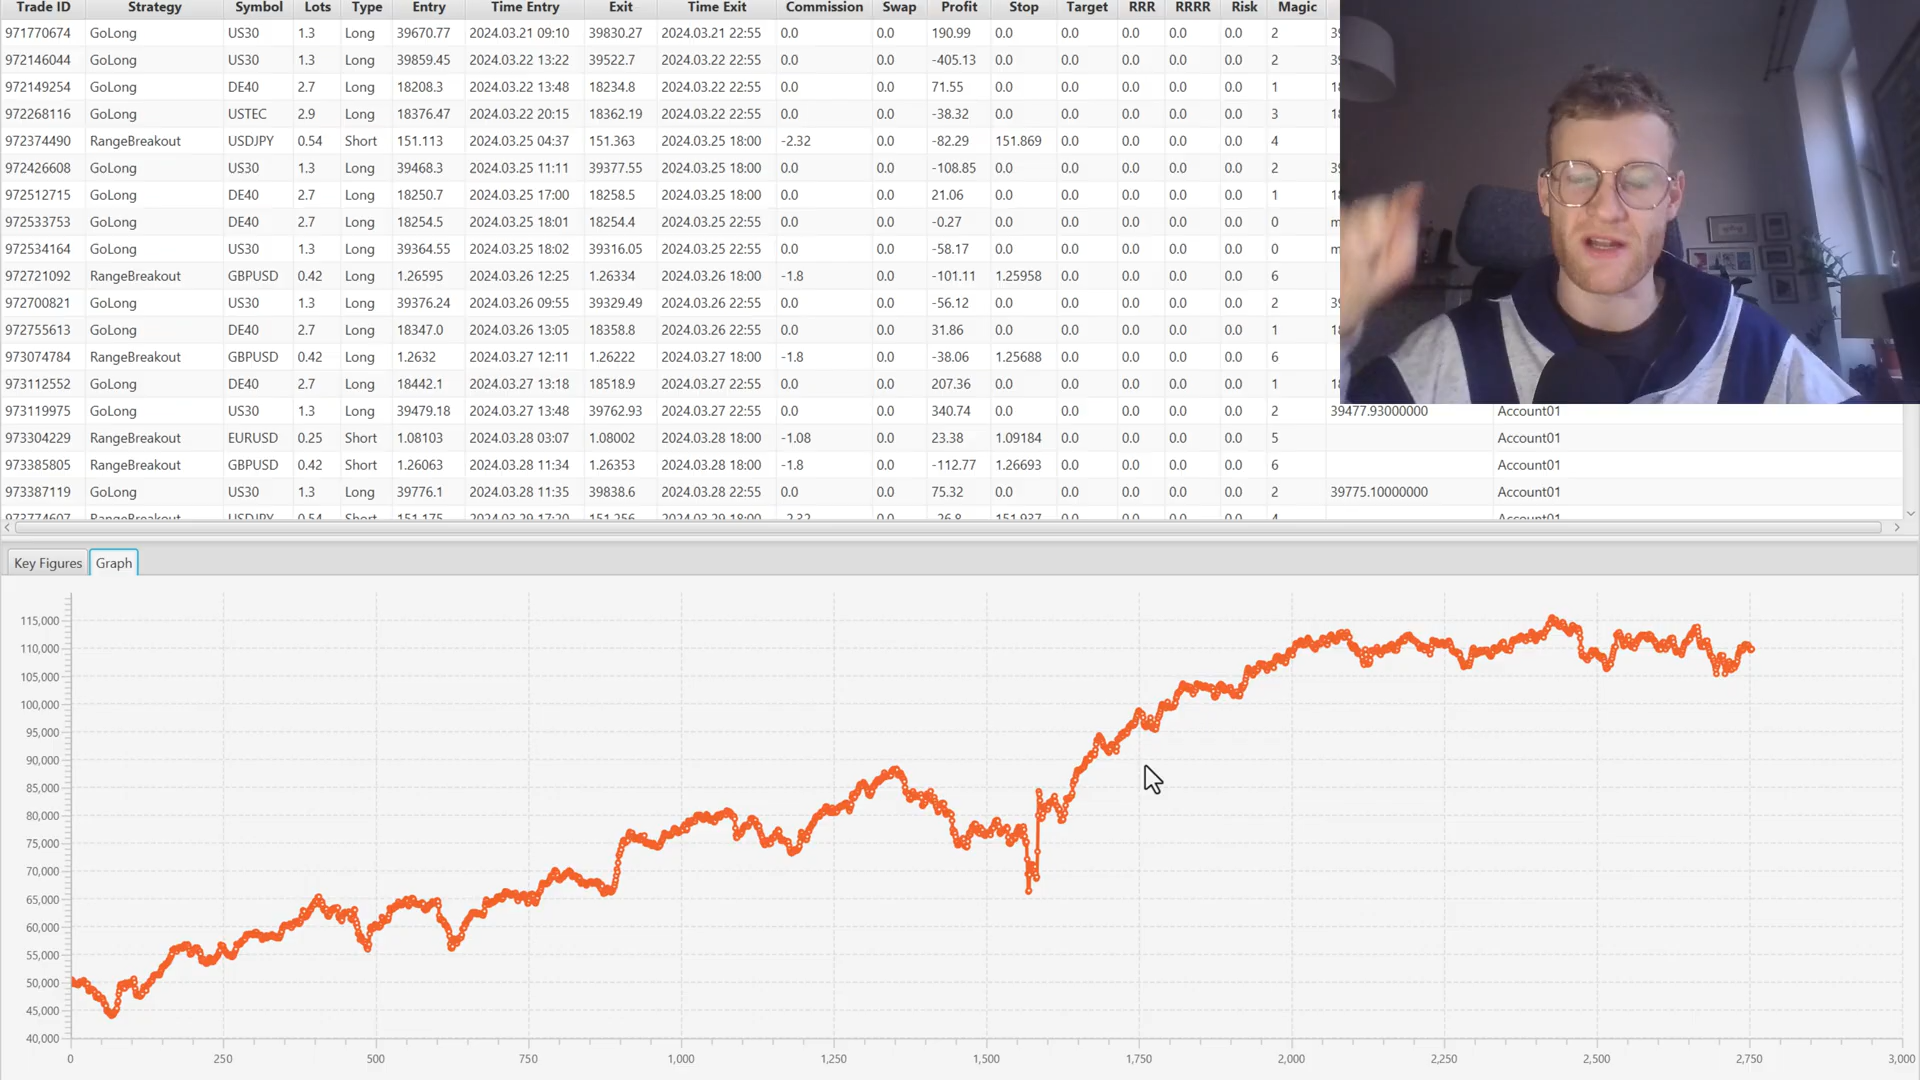 Trade ID Strategy Symbol Lots Type Entry Time Entry Exit Time Exit Commission Swap Profit Stop Target RRR RRRR Risk Magic
971770674 GoLong US30 1.3 Long 39670.77 2024.03.21 09:10 39830.27 2024.03.21 22:55 0.0 0.0 190.99 0.0 0.0 0.0 0.0 0.0 2
972146044 GoLong US30 1.3 Long 39859.45 2024.03.22 13:22 39522.7 2024.03.22 22:55 0.0 0.0 -405.13 0.0 0.0 0.0 0.0 0.0 2
972149254 GoLong DE40 2.7 Long 18208.3 2024.03.22 13:48 18234.8 2024.03.22 22:55 0.0 0.0 71.55 0.0 0.0 0.0 0.0 0.0 1
972268116 GoLong USTEC 2.9 Long 18376.47 2024.03.22 20:15 18362.19 2024.03.22 22:55 0.0 0.0 -38.32 0.0 0.0 0.0 0.0 0.0 3
972374490 RangeBreakout USDJPY 0.54 Short 151.113 2024.03.25 04:37 151.363 2024.03.25 18:00 -2.32 0.0 -82.29 151.869 0.0 0.0 0.0 0.0 4
972426608 GoLong US30 1.3 Long 39468.3 2024.03.25 11:11 39377.55 2024.03.25 18:00 0.0 0.0 -108.85 0.0 0.0 0.0 0.0 0.0 2
972512715 GoLong DE40 2.7 Long 18250.7 2024.03.25 17:00 18258.5 2024.03.25 18:00 0.0 0.0 21.06 0.0 0.0 0.0 0.0 0.0 1
972533753 GoLong DE40 2.7 Long 18254.5 2024.03.25 18:01 18254.4 2024.03.25 22:55 0.0 0.0 -0.27 0.0 0.0 0.0 0.0 0.0 0
972534164 GoLong US30 1.3 Long 39364.55 2024.03.25 18:02 39316.05 2024.03.25 22:55 0.0 0.0 -58.17 0.0 0.0 0.0 0.0 0.0 0
972721092 RangeBreakout GBPUSD 0.42 Long 1.26595 2024.03.26 12:25 1.26334 2024.03.26 18:00 -1.8 0.0 -101.11 1.25958 0.0 0.0 0.0 0.0 6
972700821 GoLong US30 1.3 Long 39376.24 2024.03.26 09:55 39329.49 2024.03.26 22:55 0.0 0.0 -56.12 0.0 0.0 0.0 0.0 0.0 2
972755613 GoLong DE40 2.7 Long 18347.0 2024.03.26 13:05 18358.8 2024.03.26 22:55 0.0 0.0 31.86 0.0 0.0 0.0 0.0 0.0 1
973074784 RangeBreakout GBPUSD 0.42 Long 1.2632 2024.03.27 12:11 1.26222 2024.03.27 18:00 -1.8 0.0 -38.06 1.25688 0.0 0.0 0.0 0.0 6
973112552 GoLong DE40 2.7 Long 18442.1 2024.03.27 13:18 18518.9 2024.03.27 22:55 0.0 0.0 207.36 0.0 0.0 0.0 0.0 0.0 1
973119975 GoLong US30 1.3 Long 39479.18 2024.03.27 13:48 39762.93 2024.03.27 22:55 0.0 0.0 340.74 0.0 0.0 0.0 0.0 0.0 2 39477.93000000 Account01
973304229 RangeBreakout EURUSD 0.25 Short 1.08103 2024.03.28 03:07 1.08002 2024.03.28 18:00 -1.08 0.0 23.38 1.09184 0.0 0.0 0.0 0.0 5 Account01
973385805 RangeBreakout GBPUSD 0.42 Short 1.26063 2024.03.28 11:34 1.26353 2024.03.28 18:00 -1.8 0.0 -112.77 1.26693 0.0 0.0 0.0 0.0 6 Account01
973387119 GoLong US30 1.3 Long 39776.1 2024.03.28 11:35 39838.6 2024.03.28 22:55 0.0 0.0 75.32 0.0 0.0 0.0 0.0 0.0 2 39775.10000000 Account01
Key Figures Graph
115,000
110,000
105,000
100,000
95,000
90,000
85,000
80,000
75,000
70,000
65,000
60,000
55,000
50,000
45,000
40,000
0 250 500 750 1,000 1,250 1,500 1,750 2,000 2,250 2,500 2,750 3,000